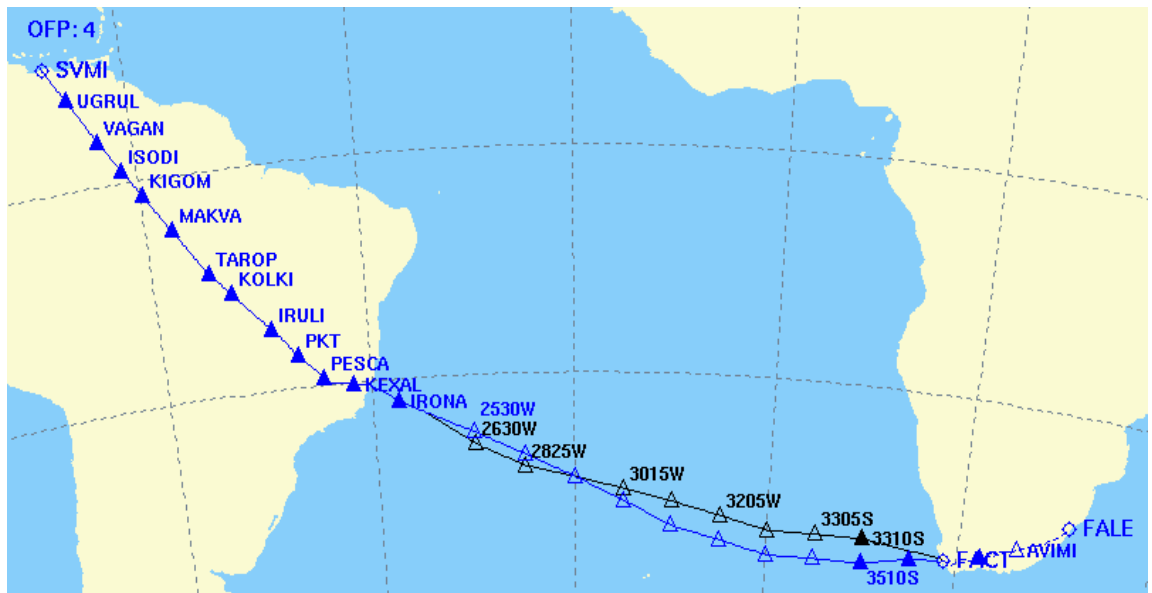 OFP: 4
SVMI
UGRUL
VAGAN
ISODI
KIGOM
MAKVA
TAROP
KOLKI
IRULI
PKT
PESCA
KEXAL
IRONA
2530W
2630W
2825W
3015W
3205W
3305S
3310S
3510S
FACT
AVIMI
FALE